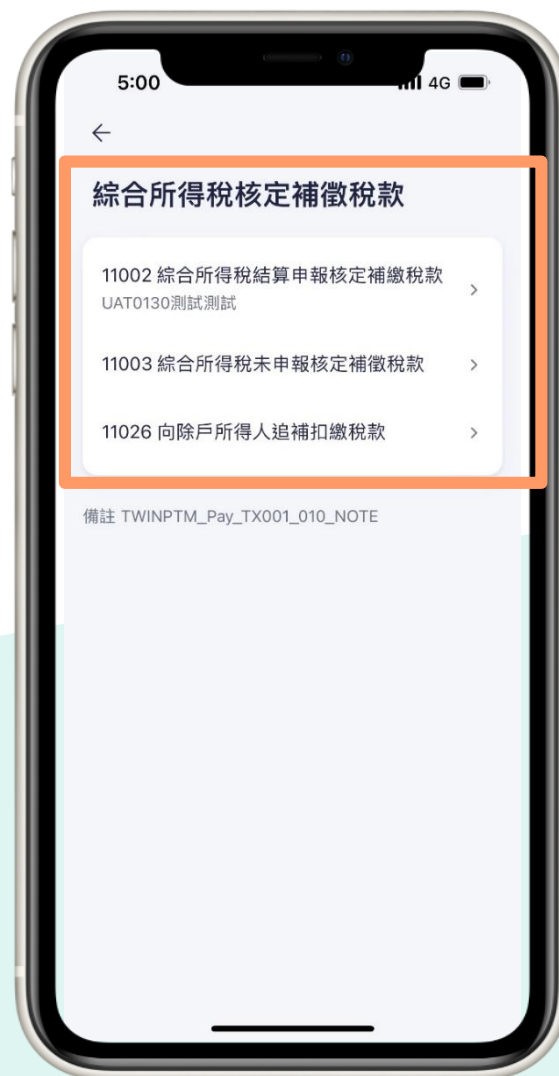 5:00
4G
綜合所得稅核定補徵稅款
11002 綜合所得稅結算申報核定補繳稅款
UAT0130測試測試
11003 綜合所得稅未申報核定補徵稅款
11026 向除戶所得人追補扣繳稅款
備註 TWINPTM_Pay_TX001_010_NOTE